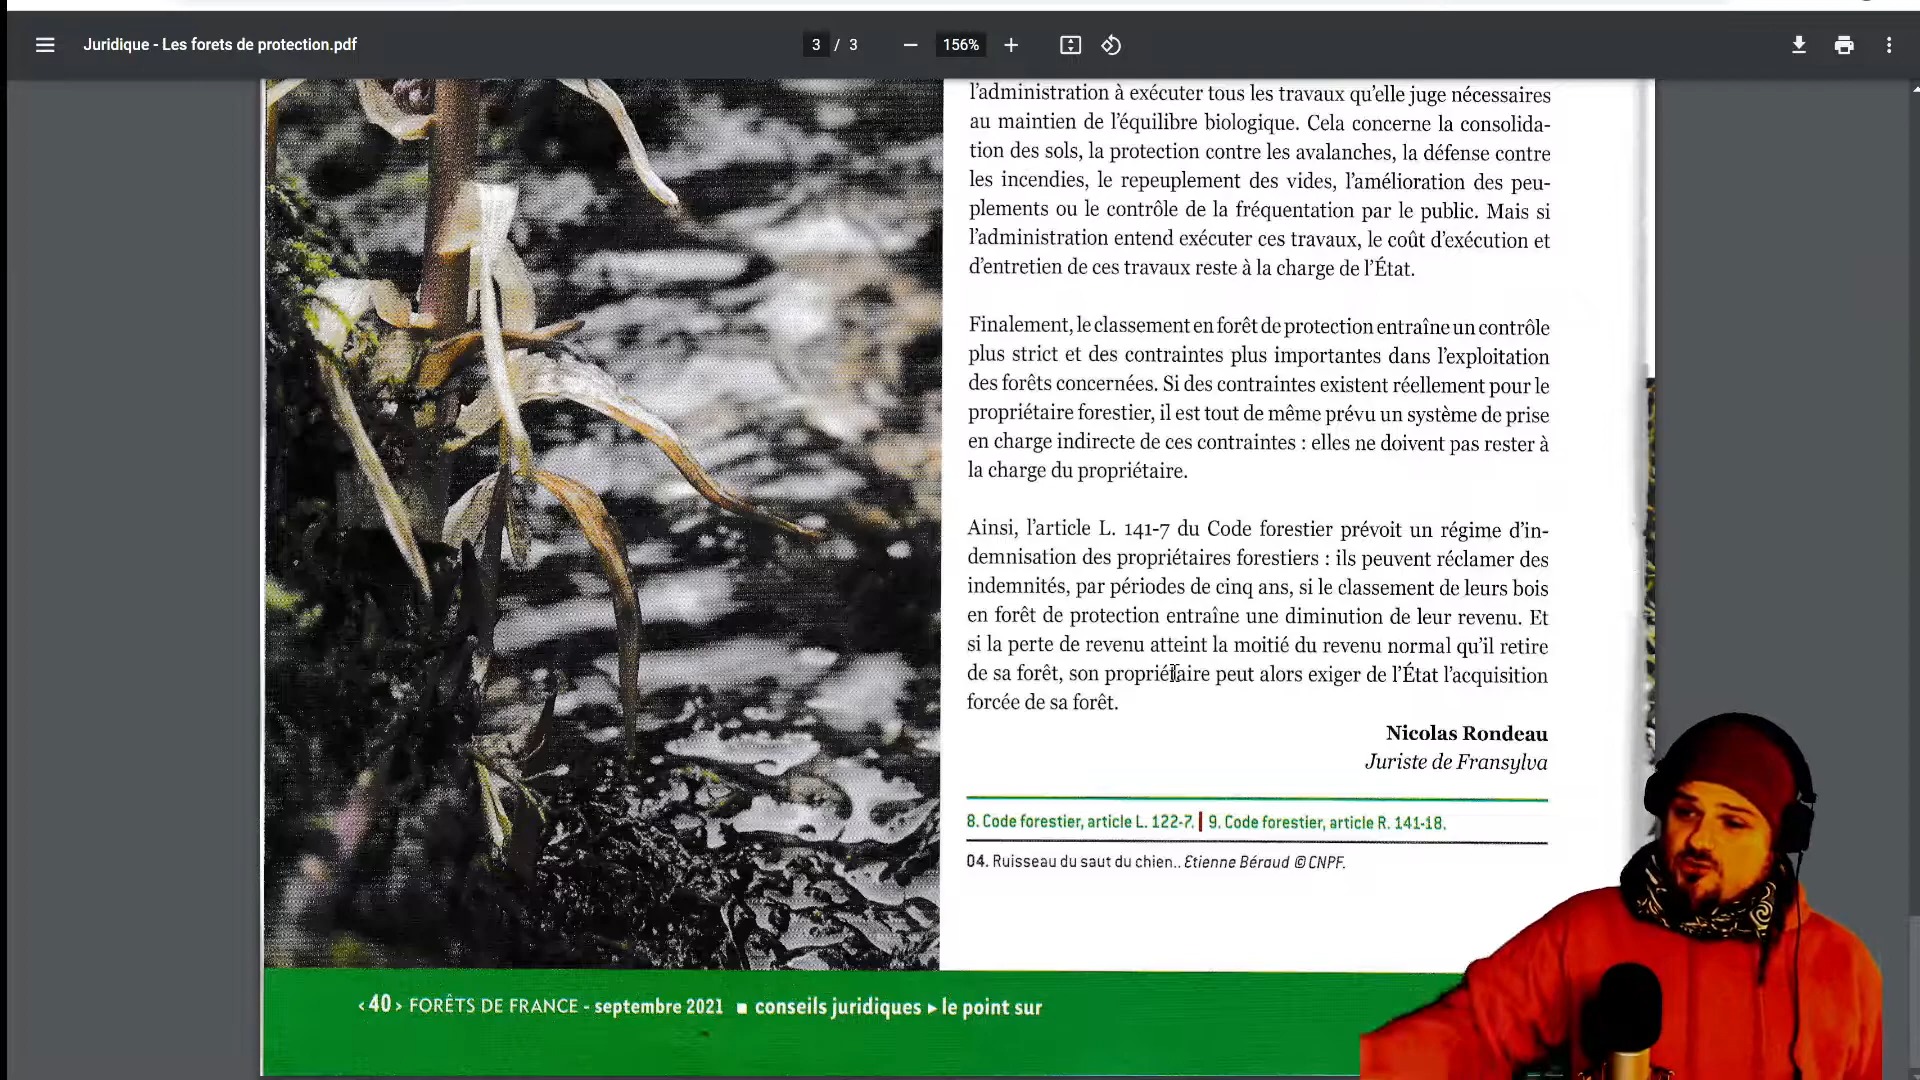 Juridique - Les forets de protection.pdf
3 / 3
156%
l’administration à exécuter tous les travaux qu’elle juge nécessaires
au maintien de l’équilibre biologique. Cela concerne la consolida-
tion des sols, la protection contre les avalanches, la défense contre
les incendies, le repeuplement des vides, l’amélioration des peu-
plements ou le contrôle de la fréquentation par le public. Mais si
l’administration entend exécuter ces travaux, le coût d’exécution et
d’entretien de ces travaux reste à la charge de l’État.
Finalement, le classement en forêt de protection entraîne un contrôle
plus strict et des contraintes plus importantes dans l’exploitation
des forêts concernées. Si des contraintes existent réellement pour le
propriétaire forestier, il est tout de même prévu un système de prise
en charge indirecte de ces contraintes : elles ne doivent pas rester à
la charge du propriétaire.
Ainsi, l’article L. 141-7 du Code forestier prévoit un régime d’in-
demnisation des propriétaires forestiers : ils peuvent réclamer des
indemnités, par périodes de cinq ans, si le classement de leurs bois
en forêt de protection entraîne une diminution de leur revenu. Et
si la perte de revenu atteint la moitié du revenu normal qu’il retire
de sa forêt, son propriétaire peut alors exiger de l’État l’acquisition
forcée de sa forêt.
Nicolas Rondeau
Juriste de Fransylva
8. Code forestier, article L. 122-7. | 9. Code forestier, article R. 141-18.
04. Ruisseau du saut du chien.. Etienne Béraud © CNPF.
‹ 40 › FORÊTS DE FRANCE - septembre 2021 ■ conseils juridiques ▸ le point sur